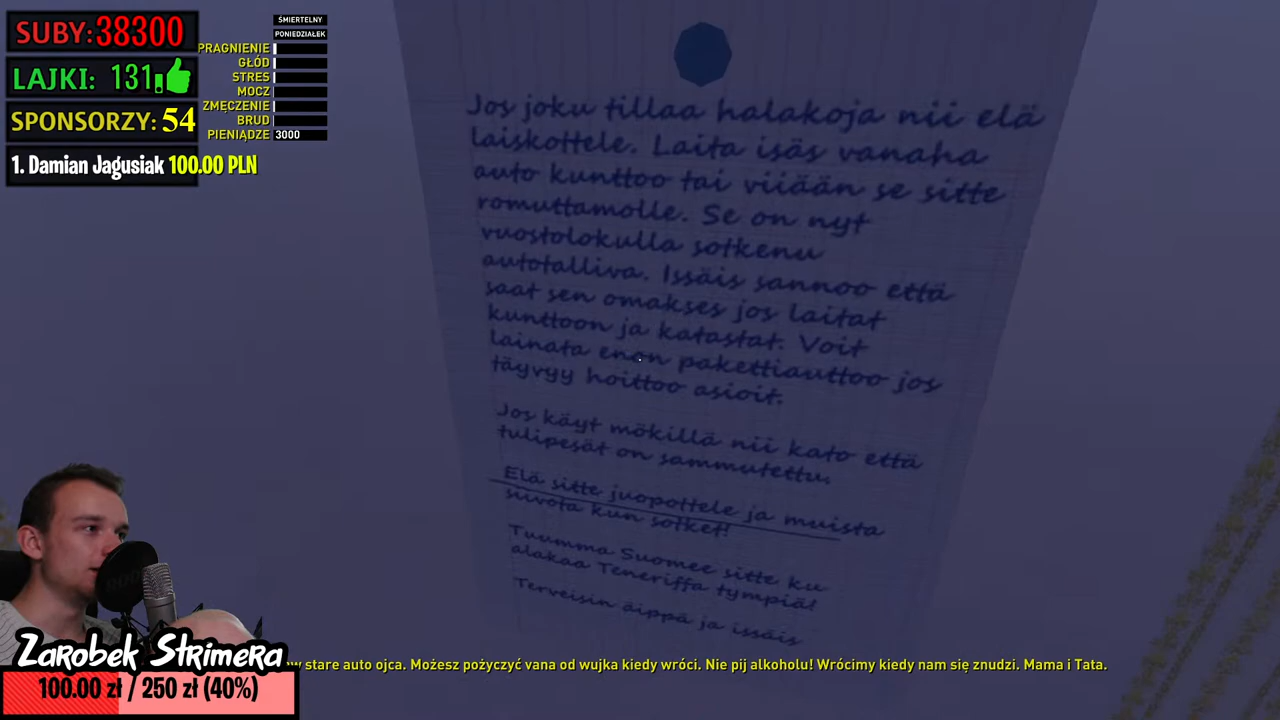 SUBY:38300
LAJKI: 131
SPONSORZY: 54
1. Damian Jagusiak 100.00 PLN
ŚMIERTELNY
PONIEDZIAŁEK
PRAGNIENIE
GŁÓD
STRES
MOCZ
ZMĘCZENIE
BRUD
PIENIĄDZE 3000
Jos joku tillaa halakoja nii elä
laiskottele. Laita isäs vanaha
auto kunttoo tai viiään se sitte
romuttamolle. Se on nyt
vuostolokulla sotkenu
autotalliva. Issäis sannoo että
saat sen omakses jos laitat
kunttoon ja katastat. Voit
lainata enon pakettiauttoo jos
täyvyy hoittoo asioit.
Jos käyt mökillä nii kato että
tulipesät on sammutettu.
Elä sitte juopottele ja muista
siivota kun sotket!
Tuumma Suomee sitte ku
alakaa Teneriffa tympiä!
Terveisin äippä ja issäis
stare auto ojca. Możesz pożyczyć vana od wujka kiedy wróci. Nie pij alkoholu! Wrócimy kiedy nam się znudzi. Mama i Tata.
Zarobek Strimera
100.00 zł / 250 zł (40%)